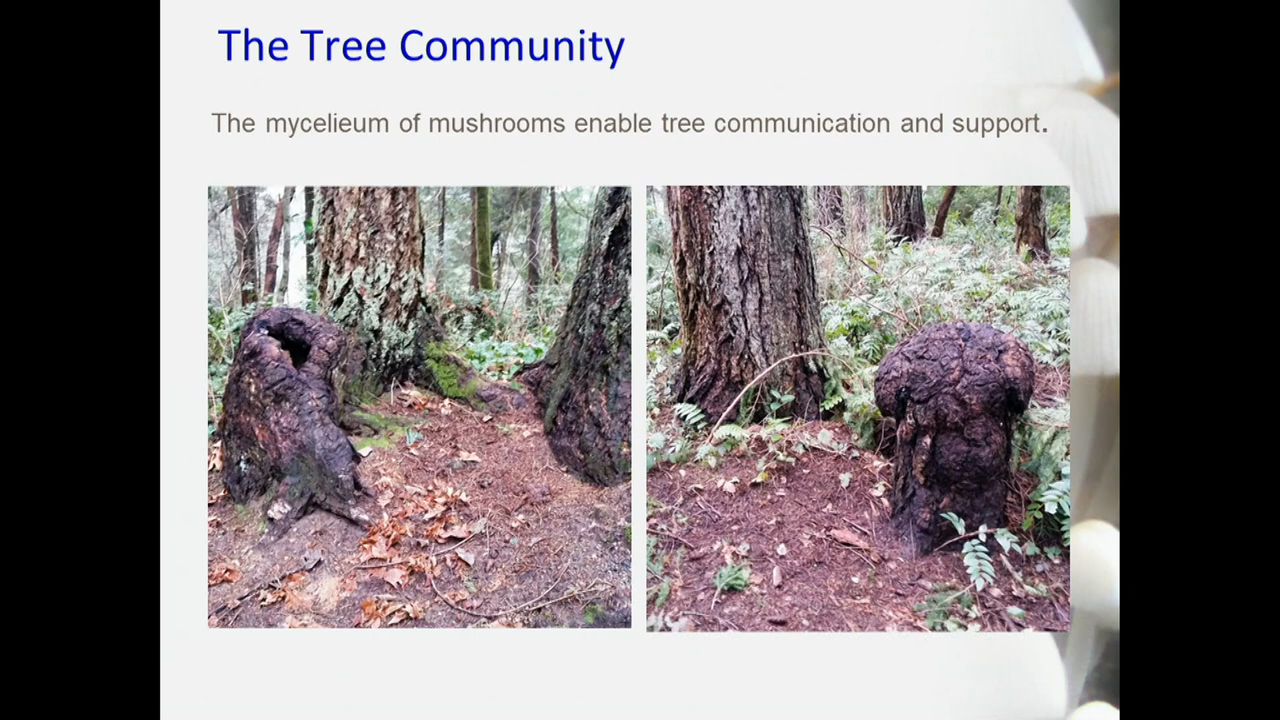 The Tree Community
The mycelieum of mushrooms enable tree communication and support.